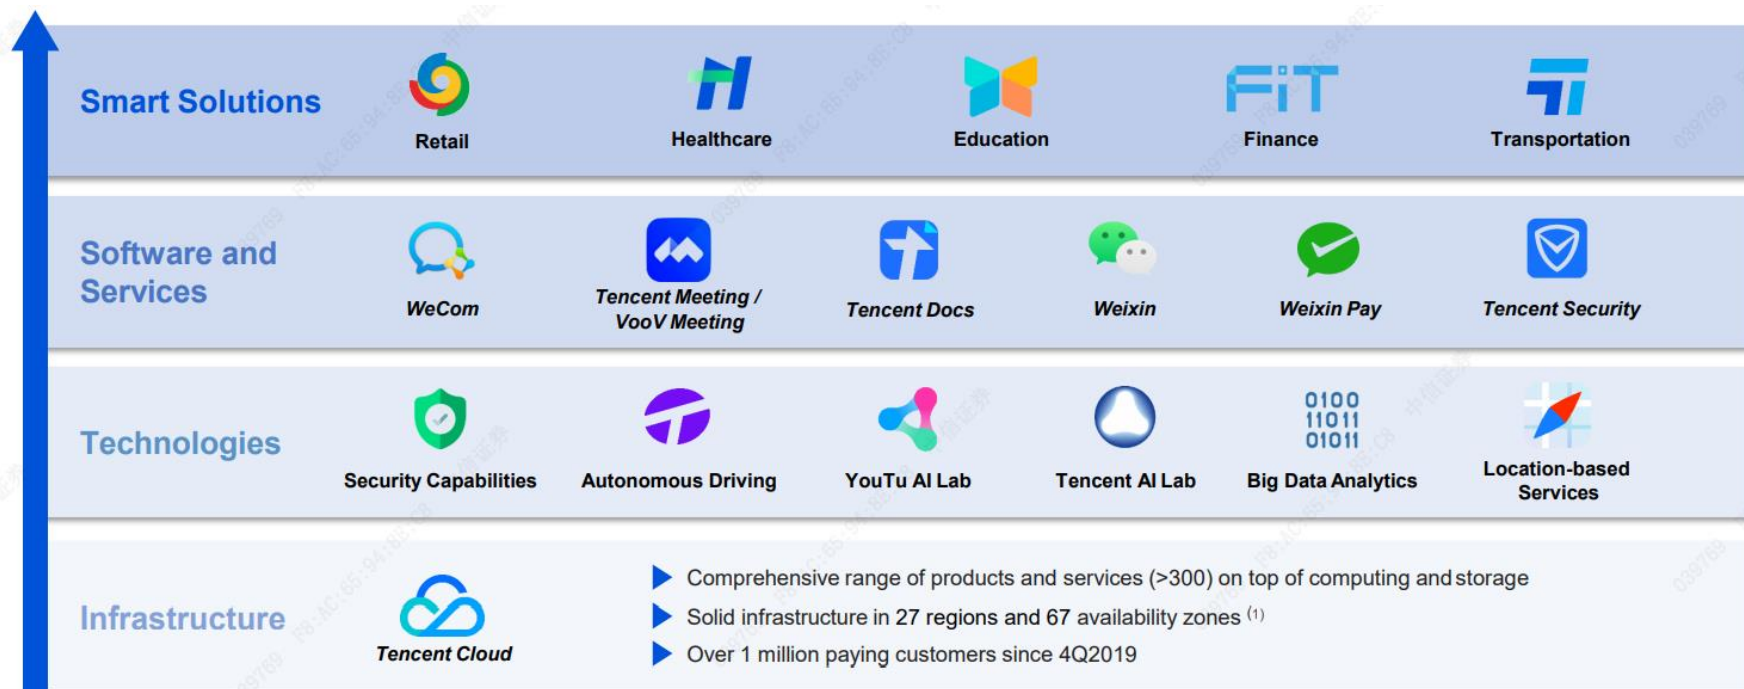 Smart Solutions
Retail
Healthcare
Education
FiT
Finance
Transportation
Software and
Services
WeCom
Tencent Meeting /
VooV Meeting
Tencent Docs
Weixin
Weixin Pay
Tencent Security
Technologies
Security Capabilities
Autonomous Driving
YouTu AI Lab
Tencent AI Lab
0100
11011
01011
Big Data Analytics
Location-based
Services
Infrastructure
Tencent Cloud
Comprehensive range of products and services (>300) on top of computing and storage
Solid infrastructure in 27 regions and 67 availability zones (1)
Over 1 million paying customers since 4Q2019